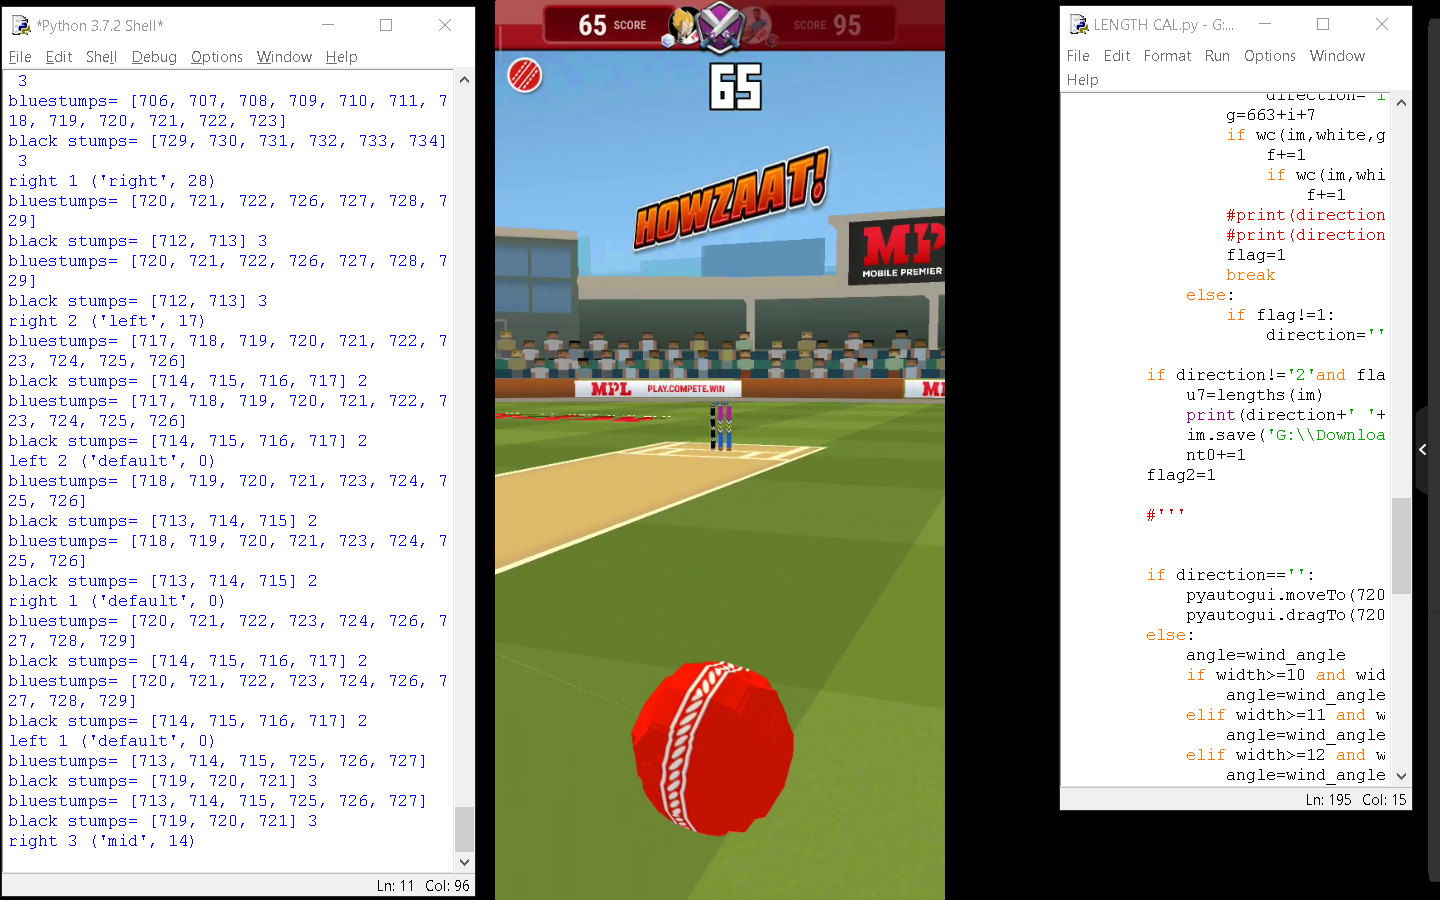 *Python 3.7.2 Shell*
File Edit Shell Debug Options Window Help
3
bluestumps= [706, 707, 708, 709, 710, 711, 7
18, 719, 720, 721, 722, 723]
black stumps= [729, 730, 731, 732, 733, 734]
3
right 1 ('right', 28)
bluestumps= [720, 721, 722, 726, 727, 728, 7
29]
black stumps= [712, 713] 3
bluestumps= [720, 721, 722, 726, 727, 728, 7
29]
black stumps= [712, 713] 3
right 2 ('left', 17)
bluestumps= [717, 718, 719, 720, 721, 722, 7
23, 724, 725, 726]
black stumps= [714, 715, 716, 717] 2
bluestumps= [717, 718, 719, 720, 721, 722, 7
23, 724, 725, 726]
black stumps= [714, 715, 716, 717] 2
left 2 ('default', 0)
bluestumps= [718, 719, 720, 721, 723, 724, 7
25, 726]
black stumps= [713, 714, 715] 2
bluestumps= [718, 719, 720, 721, 723, 724, 7
25, 726]
black stumps= [713, 714, 715] 2
right 1 ('default', 0)
bluestumps= [720, 721, 722, 723, 724, 726, 7
27, 728, 729]
black stumps= [714, 715, 716, 717] 2
bluestumps= [720, 721, 722, 723, 724, 726, 7
27, 728, 729]
black stumps= [714, 715, 716, 717] 2
left 1 ('default', 0)
bluestumps= [713, 714, 715, 725, 726, 727]
black stumps= [719, 720, 721] 3
bluestumps= [713, 714, 715, 725, 726, 727]
black stumps= [719, 720, 721] 3
right 3 ('mid', 14)
Ln: 11 Col: 96
65 SCORE
SCORE 95
65
HOWZAAT!
MPL
MOBILE PREMIER
MPL PLAY.COMPETE.WIN
M
LENGTH CAL.py - G:...
File Edit Format Run Options Window
Help
direction='i
g=663+i+7
if wc(im,white,g
f+=1
if wc(im,whi
f+=1
#print(direction
#print(direction
flag=1
break
else:
if flag!=1:
direction=''
if direction!='2'and fla
u7=lengths(im)
print(direction+' '+
im.save('G:\\Downloa
nt0+=1
flag2=1
#'''
if direction=='':
pyautogui.moveTo(720
pyautogui.dragTo(720
else:
angle=wind_angle
if width>=10 and wid
angle=wind_angle
elif width>=11 and w
angle=wind_angle
elif width>=12 and w
angle=wind_angle
Ln: 195 Col: 15